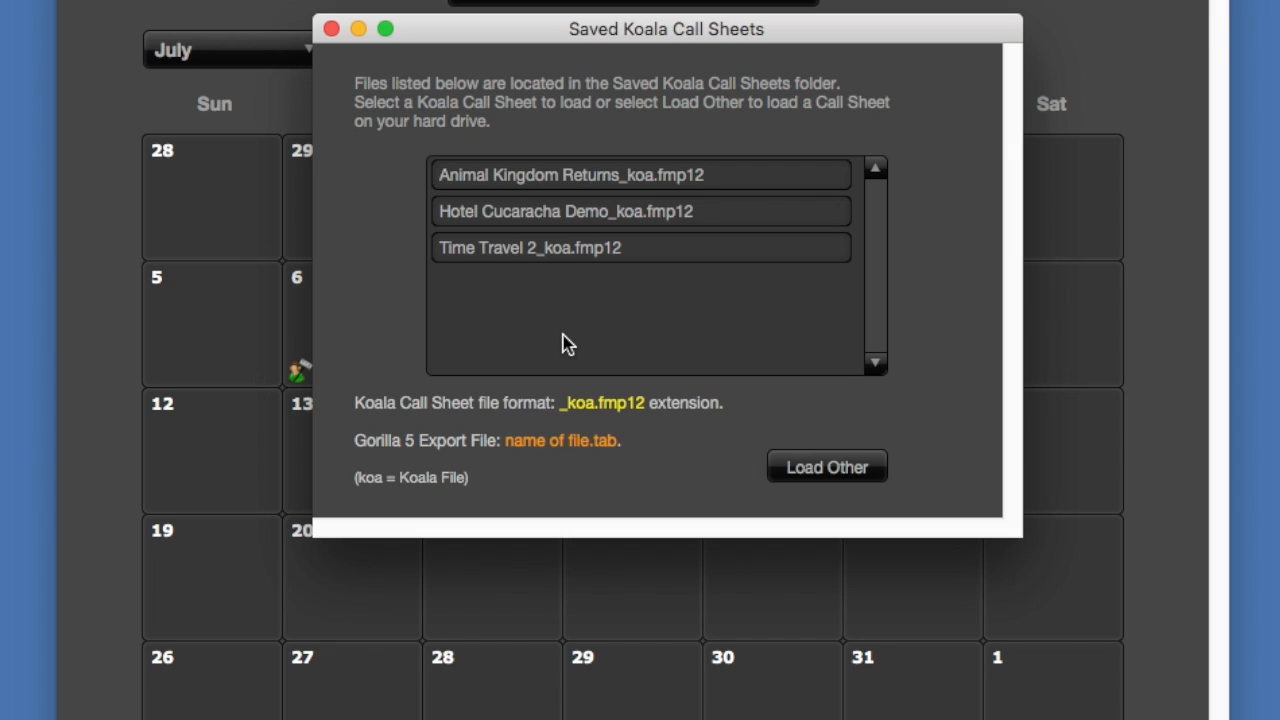 Saved Koala Call Sheets
July
Files listed below are located in the Saved Koala Call Sheets folder.
Select a Koala Call Sheet to load or select Load Other to load a Call Sheet
on your hard drive.
Sun
Sat
28
29
Animal Kingdom Returns_koa.fmp12
Hotel Cucaracha Demo_koa.fmp12
Time Travel 2_koa.fmp12
5
6
Koala Call Sheet file format: _koa.fmp12 extension.
12
13
Gorilla 5 Export File: name of file.tab.
Load Other
(koa = Koala File)
19
20
26
27
28
29
30
31
1